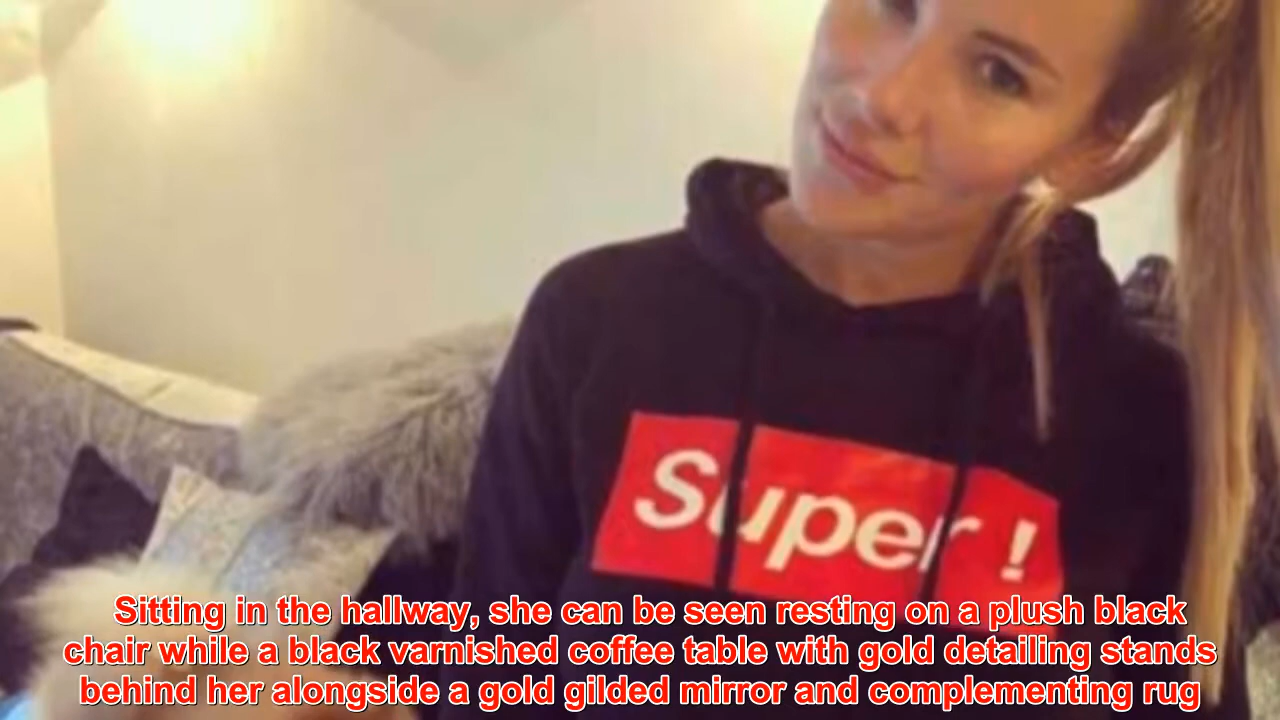 Super !
Sitting in the hallway, she can be seen resting on a plush black
chair while a black varnished coffee table with gold detailing stands
behind her alongside a gold gilded mirror and complementing rug